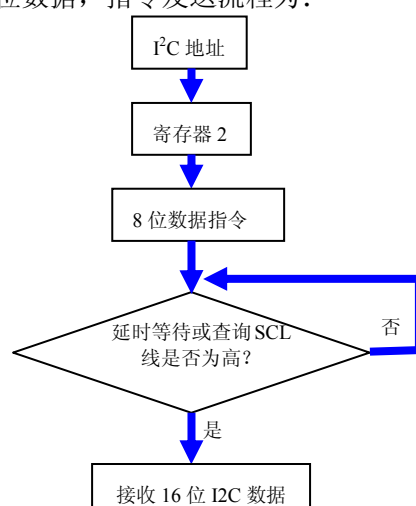 位数据，指令发送流程为：
I²C 地址
寄存器 2
8 位数据指令
延时等待或查询 SCL
线是否为高？
否
是
接收 16 位 I2C 数据